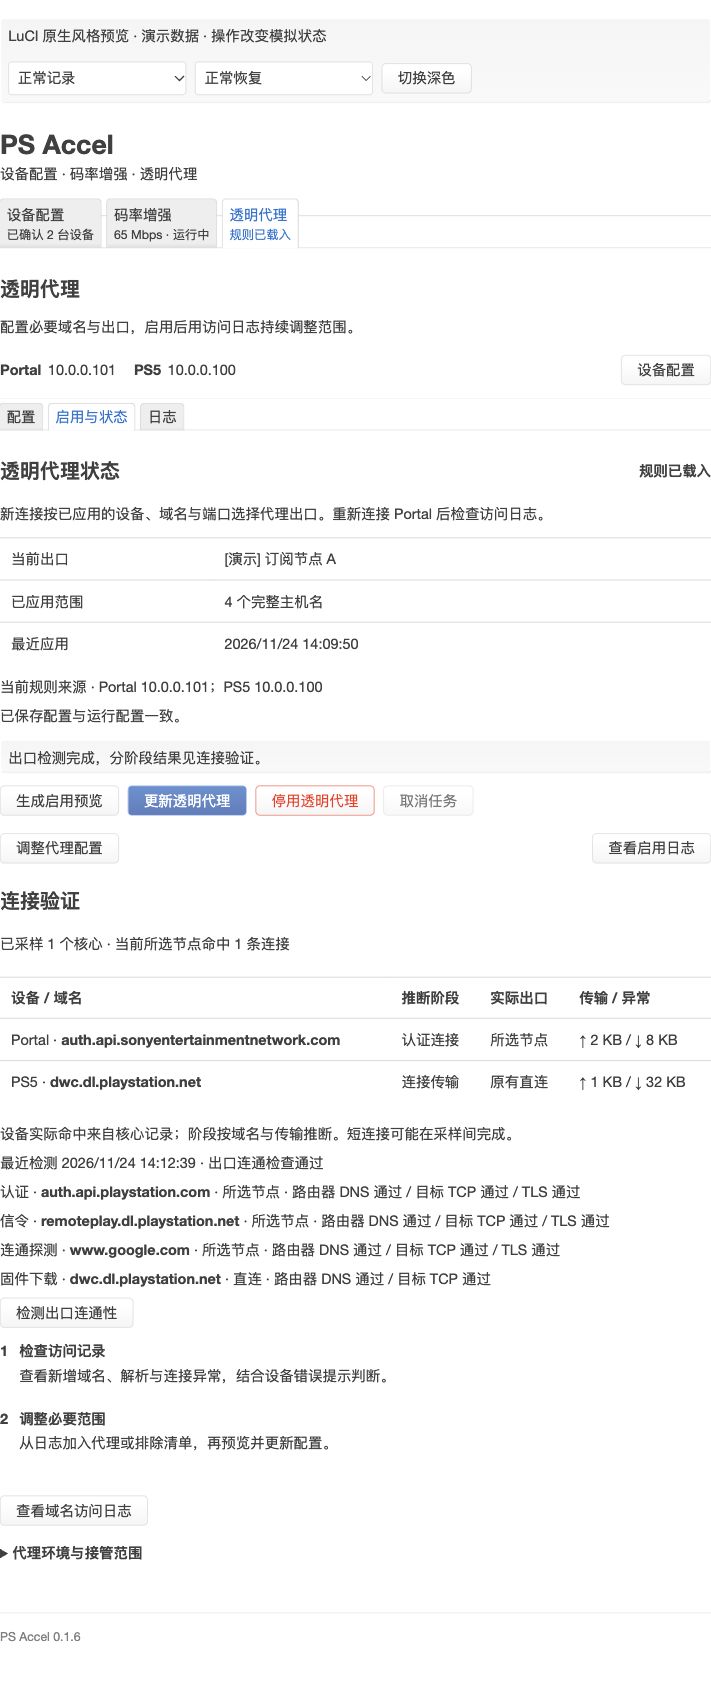 LuCI 原生风格预览 · 演示数据 · 操作改变模拟状态
正常记录 正常恢复 切换深色
PS Accel
设备配置 · 码率增强 · 透明代理
设备配置 码率增强 透明代理
已确认 2 台设备 65 Mbps · 运行中 规则已载入
透明代理
配置必要域名与出口，启用后用访问日志持续调整范围。
Portal 10.0.0.101 PS5 10.0.0.100 设备配置
配置 启用与状态 日志
透明代理状态 规则已载入
新连接按已应用的设备、域名与端口选择代理出口。重新连接 Portal 后检查访问日志。
当前出口 [演示] 订阅节点 A
已应用范围 4 个完整主机名
最近应用 2026/11/24 14:09:50
当前规则来源 · Portal 10.0.0.101；PS5 10.0.0.100
已保存配置与运行配置一致。
出口检测完成，分阶段结果见连接验证。
生成启用预览 更新透明代理 停用透明代理 取消任务
调整代理配置 查看启用日志
连接验证
已采样 1 个核心 · 当前所选节点命中 1 条连接
设备 / 域名 推断阶段 实际出口 传输 / 异常
Portal · auth.api.sonyentertainmentnetwork.com 认证连接 所选节点 ↑ 2 KB / ↓ 8 KB
PS5 · dwc.dl.playstation.net 连接传输 原有直连 ↑ 1 KB / ↓ 32 KB
设备实际命中来自核心记录；阶段按域名与传输推断。短连接可能在采样间完成。
最近检测 2026/11/24 14:12:39 · 出口连通检查通过
认证 · auth.api.playstation.com · 所选节点 · 路由器 DNS 通过 / 目标 TCP 通过 / TLS 通过
信令 · remoteplay.dl.playstation.net · 所选节点 · 路由器 DNS 通过 / 目标 TCP 通过 / TLS 通过
连通探测 · www.google.com · 所选节点 · 路由器 DNS 通过 / 目标 TCP 通过 / TLS 通过
固件下载 · dwc.dl.playstation.net · 直连 · 路由器 DNS 通过 / 目标 TCP 通过
检测出口连通性
1 检查访问记录
查看新增域名、解析与连接异常，结合设备错误提示判断。
2 调整必要范围
从日志加入代理或排除清单，再预览并更新配置。
查看域名访问日志
▸ 代理环境与接管范围
PS Accel 0.1.6